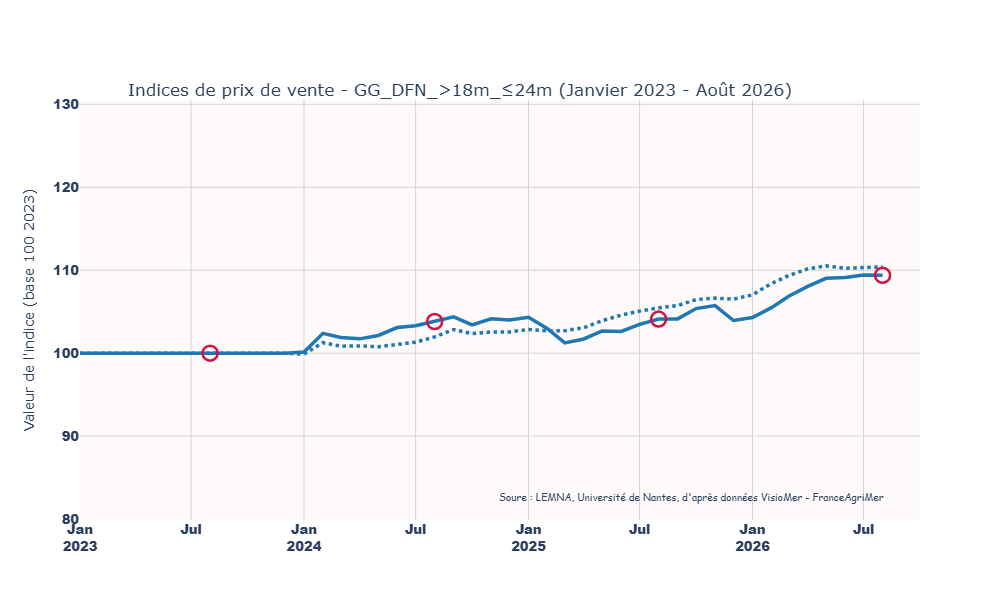 Indices de prix de vente - GG_DFN_>18m_≤24m (Janvier 2023 - Août 2026)
Valeur de l'indice (base 100 2023)
130
120
110
100
90
80
Soure : LEMNA, Université de Nantes, d'après données VisioMer - FranceAgriMer
Jan Jul Jan Jul Jan Jul Jan Jul
2023 2024 2025 2026